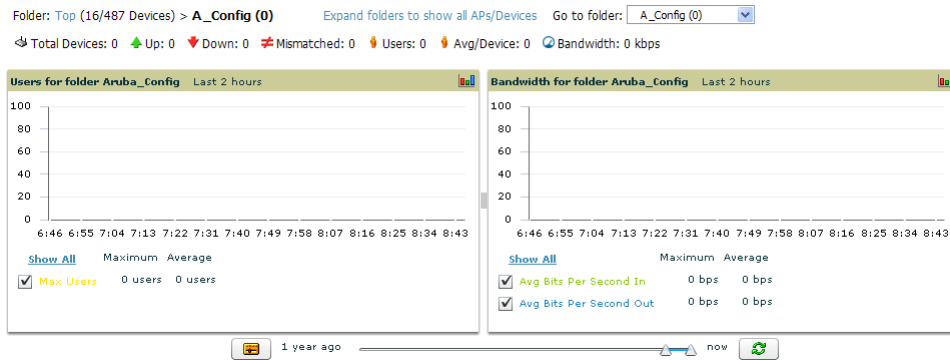 Folder: Top (16/487 Devices) > A_Config (0) Expand folders to show all APs/Devices Go to folder: A_Config (0)
Total Devices: 0 Up: 0 Down: 0 Mismatched: 0 Users: 0 Avg/Device: 0 Bandwidth: 0 kbps
Users for folder Aruba_Config Last 2 hours
100
80
60
40
20
0
6:46 6:55 7:04 7:13 7:22 7:31 7:40 7:49 7:58 8:07 8:16 8:25 8:34 8:43
Show All Maximum Average
Max Users 0 users 0 users
Bandwidth for folder Aruba_Config Last 2 hours
100
80
60
40
20
0
6:46 6:55 7:04 7:13 7:22 7:31 7:40 7:49 7:58 8:07 8:16 8:25 8:34 8:43
Show All Maximum Average
Avg Bits Per Second In 0 bps 0 bps
Avg Bits Per Second Out 0 bps 0 bps
1 year ago now